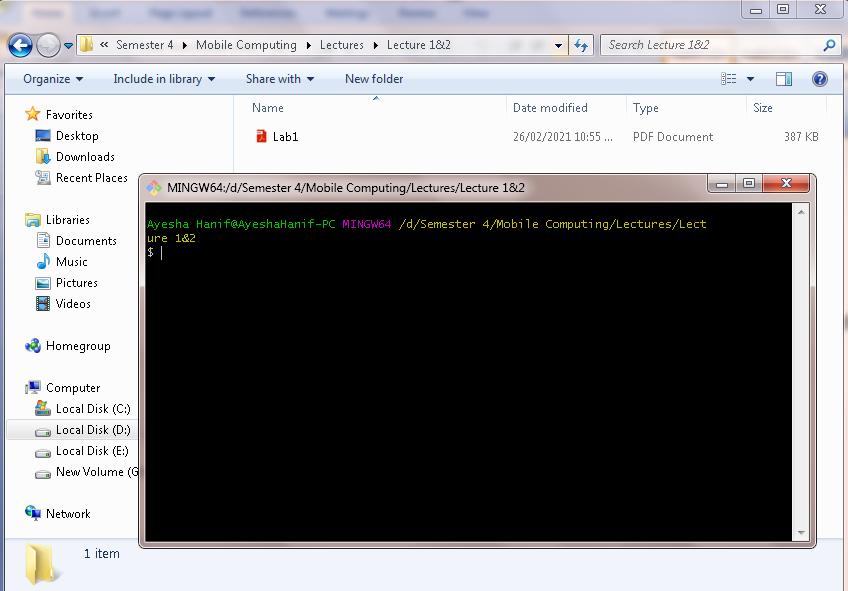 « Semester 4 ▸ Mobile Computing ▸ Lectures ▸ Lecture 1&2
Search Lecture 1&2
Organize ▾ Include in library ▾ Share with ▾ New folder
Name Date modified Type Size
Lab1 26/02/2021 10:55 ... PDF Document 387 KB
Favorites
Desktop
Downloads
Recent Places
Libraries
Documents
Music
Pictures
Videos
Homegroup
Computer
Local Disk (C:)
Local Disk (D:)
Local Disk (E:)
New Volume (G
Network
1 item
MINGW64:/d/Semester 4/Mobile Computing/Lectures/Lecture 1&2
Ayesha Hanif@AyeshaHanif-PC MINGW64 /d/Semester 4/Mobile Computing/Lectures/Lect
ure 1&2
$